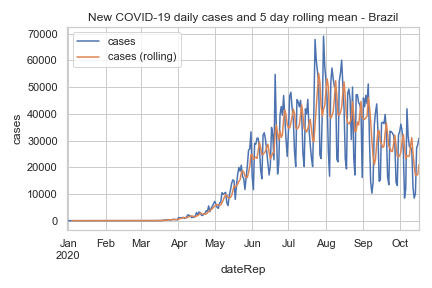 New COVID-19 daily cases and 5 day rolling mean - Brazil
cases
cases (rolling)
70000
60000
50000
40000
30000
20000
10000
0
cases
Jan Feb Mar Apr May Jun Jul Aug Sep Oct
2020
dateRep